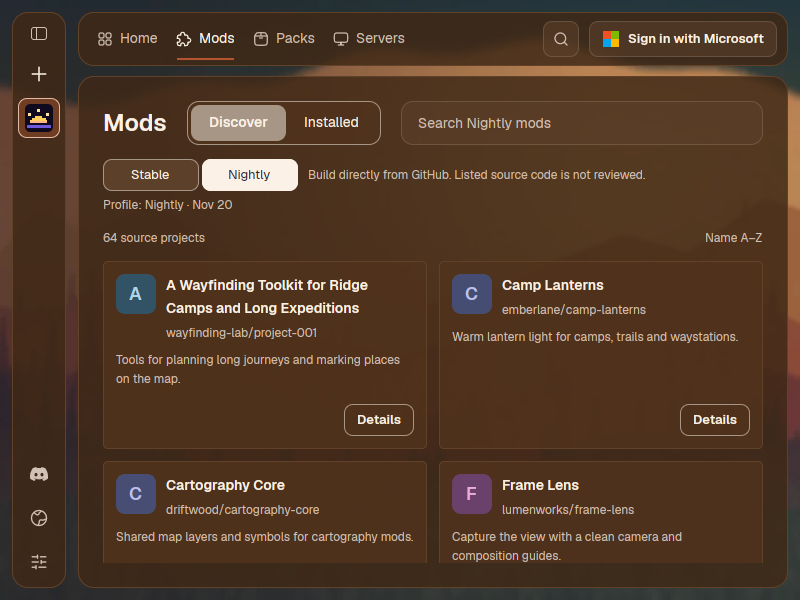 Home
Mods
Packs
Servers
Sign in with Microsoft
Mods
Discover
Installed
Search Nightly mods
Stable
Nightly
Build directly from GitHub. Listed source code is not reviewed.
Profile: Nightly · Nov 20
64 source projects
Name A–Z
A
A Wayfinding Toolkit for Ridge
Camps and Long Expeditions
wayfinding-lab/project-001
Tools for planning long journeys and marking places
on the map.
Details
C
Camp Lanterns
emberlane/camp-lanterns
Warm lantern light for camps, trails and waystations.
Details
C
Cartography Core
driftwood/cartography-core
Shared map layers and symbols for cartography mods.
F
Frame Lens
lumenworks/frame-lens
Capture the view with a clean camera and
composition guides.